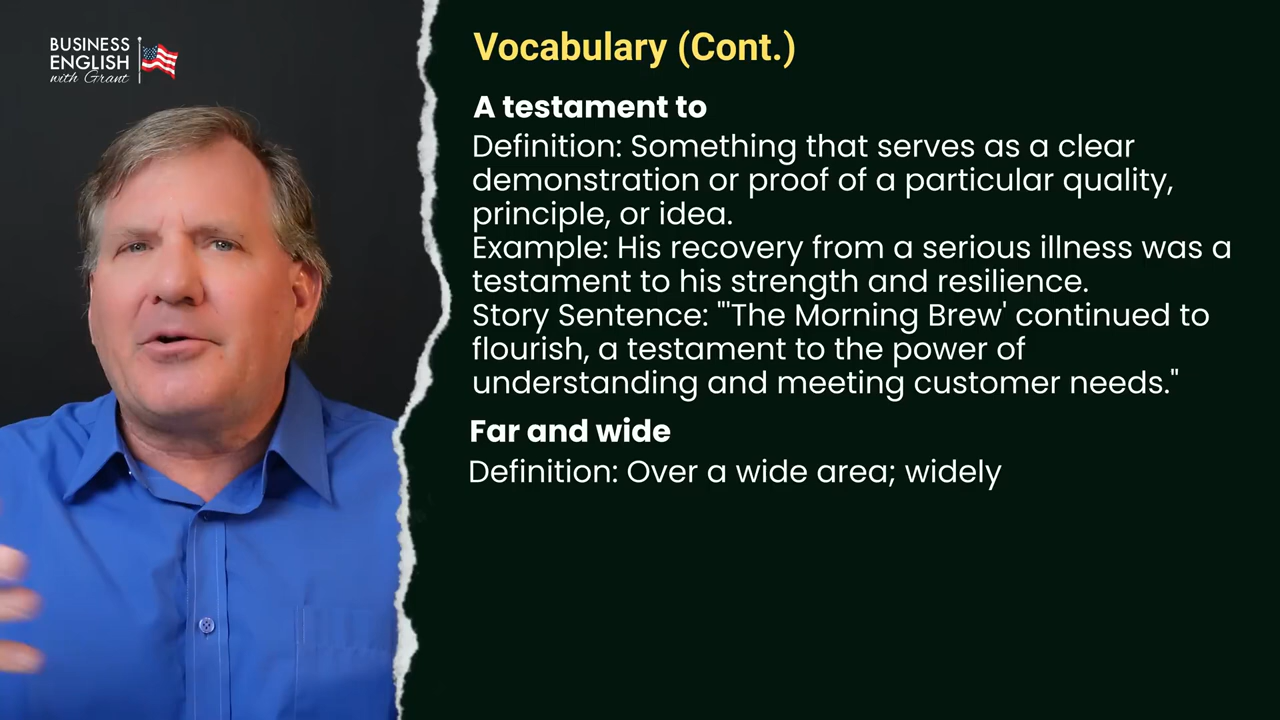 BUSINESS
ENGLISH
with Grant
Vocabulary (Cont.)
A testament to
Definition: Something that serves as a clear
demonstration or proof of a particular quality,
principle, or idea.
Example: His recovery from a serious illness was a
testament to his strength and resilience.
Story Sentence: "'The Morning Brew' continued to
flourish, a testament to the power of
understanding and meeting customer needs."
Far and wide
Definition: Over a wide area; widely